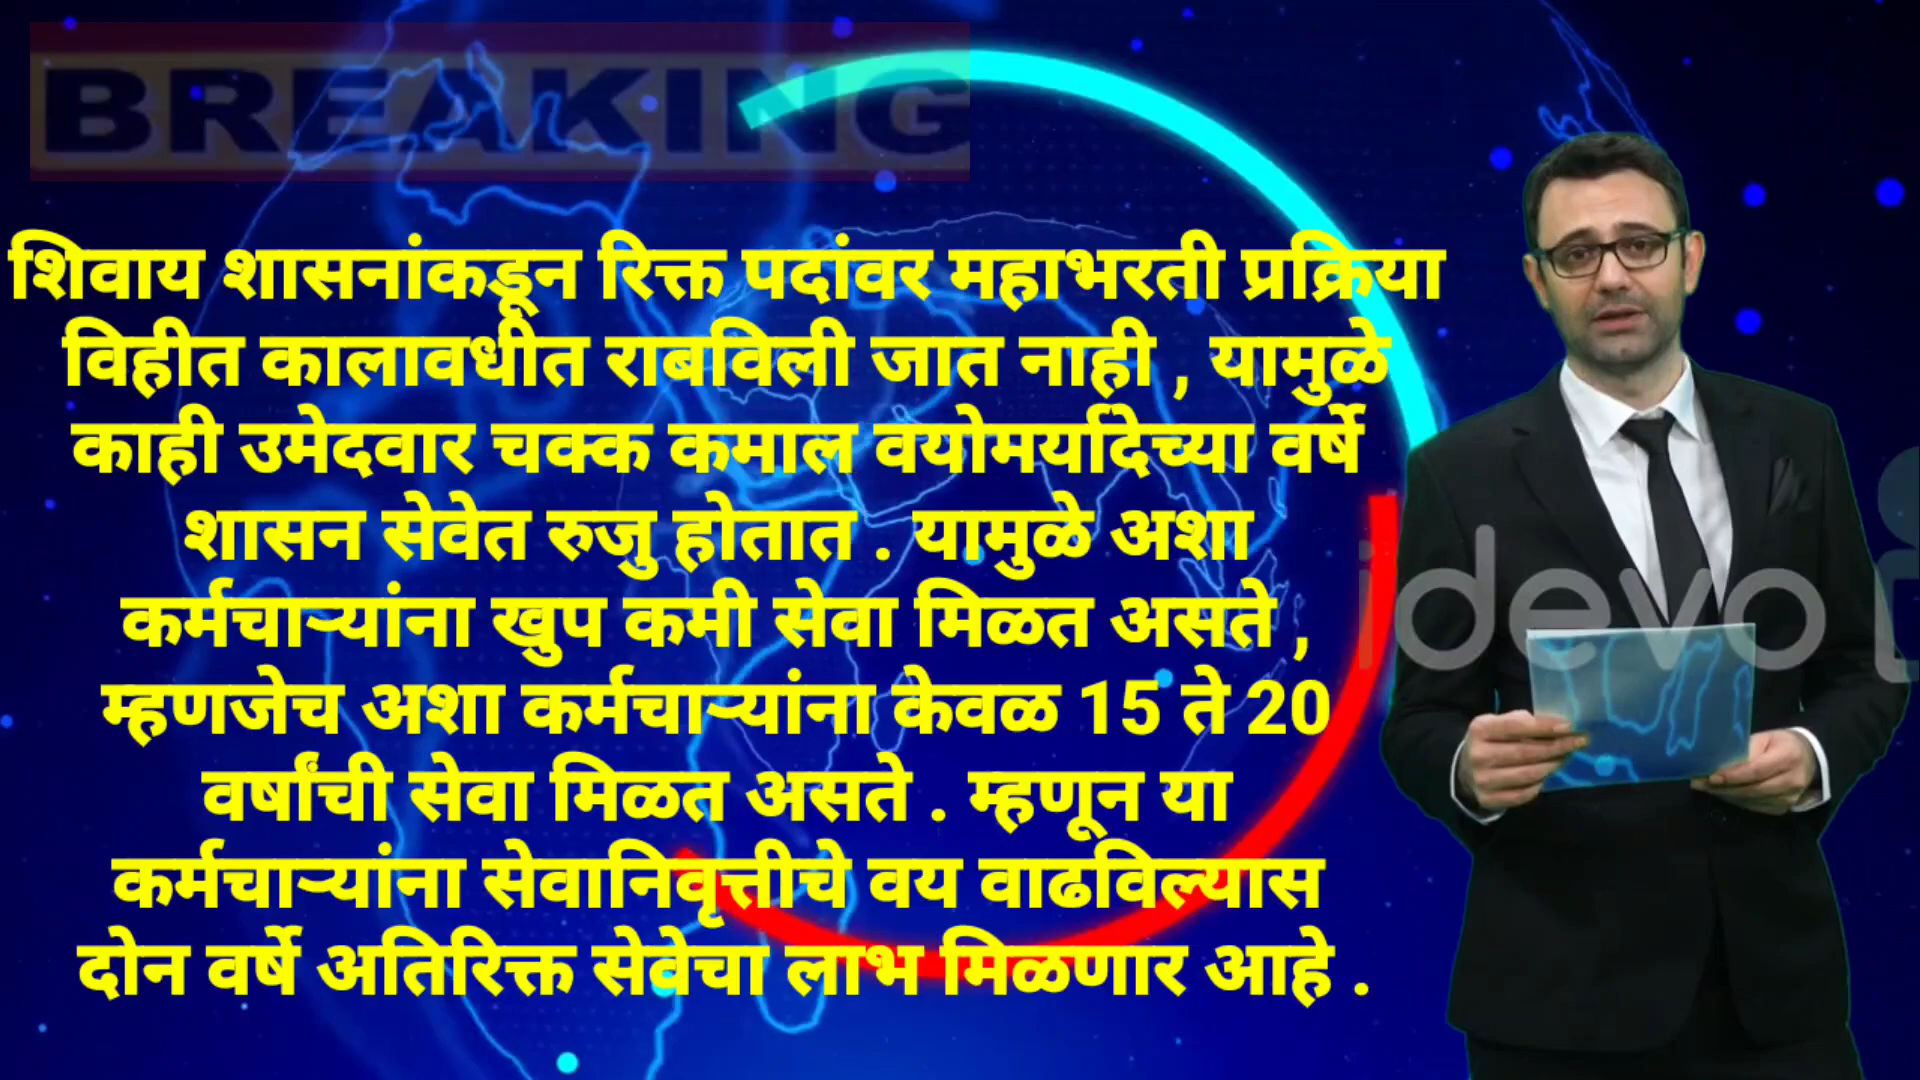 BREAKING
शिवाय शासनांकडून रिक्त पदांवर महाभरती प्रक्रिया
विहीत कालावधीत राबविली जात नाही , यामुळे
काही उमेदवार चक्क कमाल वयोमर्यादेच्या वर्षे
शासन सेवेत रुजु होतात . यामुळे अशा
कर्मचाऱ्यांना खुप कमी सेवा मिळत असते ,
म्हणजेच अशा कर्मचाऱ्यांना केवळ 15 ते 20
वर्षांची सेवा मिळत असते . म्हणून या
कर्मचाऱ्यांना सेवानिवृत्तीचे वय वाढविल्यास
दोन वर्षे अतिरिक्त सेवेचा लाभ मिळणार आहे .
idevo